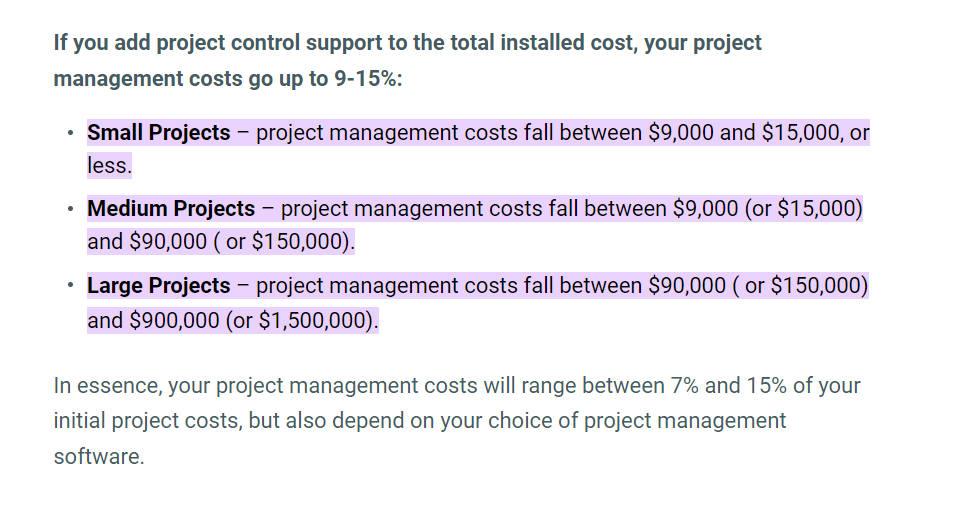 If you add project control support to the total installed cost, your project
management costs go up to 9-15%:
• Small Projects – project management costs fall between $9,000 and $15,000, or
less.
• Medium Projects – project management costs fall between $9,000 (or $15,000)
and $90,000 ( or $150,000).
• Large Projects – project management costs fall between $90,000 ( or $150,000)
and $900,000 (or $1,500,000).
In essence, your project management costs will range between 7% and 15% of your
initial project costs, but also depend on your choice of project management
software.